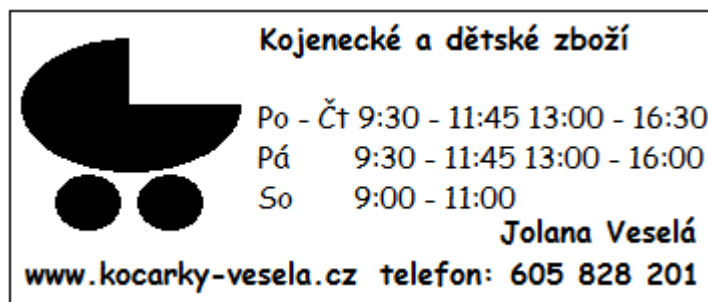 Kojenecké a dětské zboží
Po - Čt 9:30 - 11:45 13:00 - 16:30
Pá 9:30 - 11:45 13:00 - 16:00
So 9:00 - 11:00
Jolana Veselá
www.kocarky-vesela.cz telefon: 605 828 201